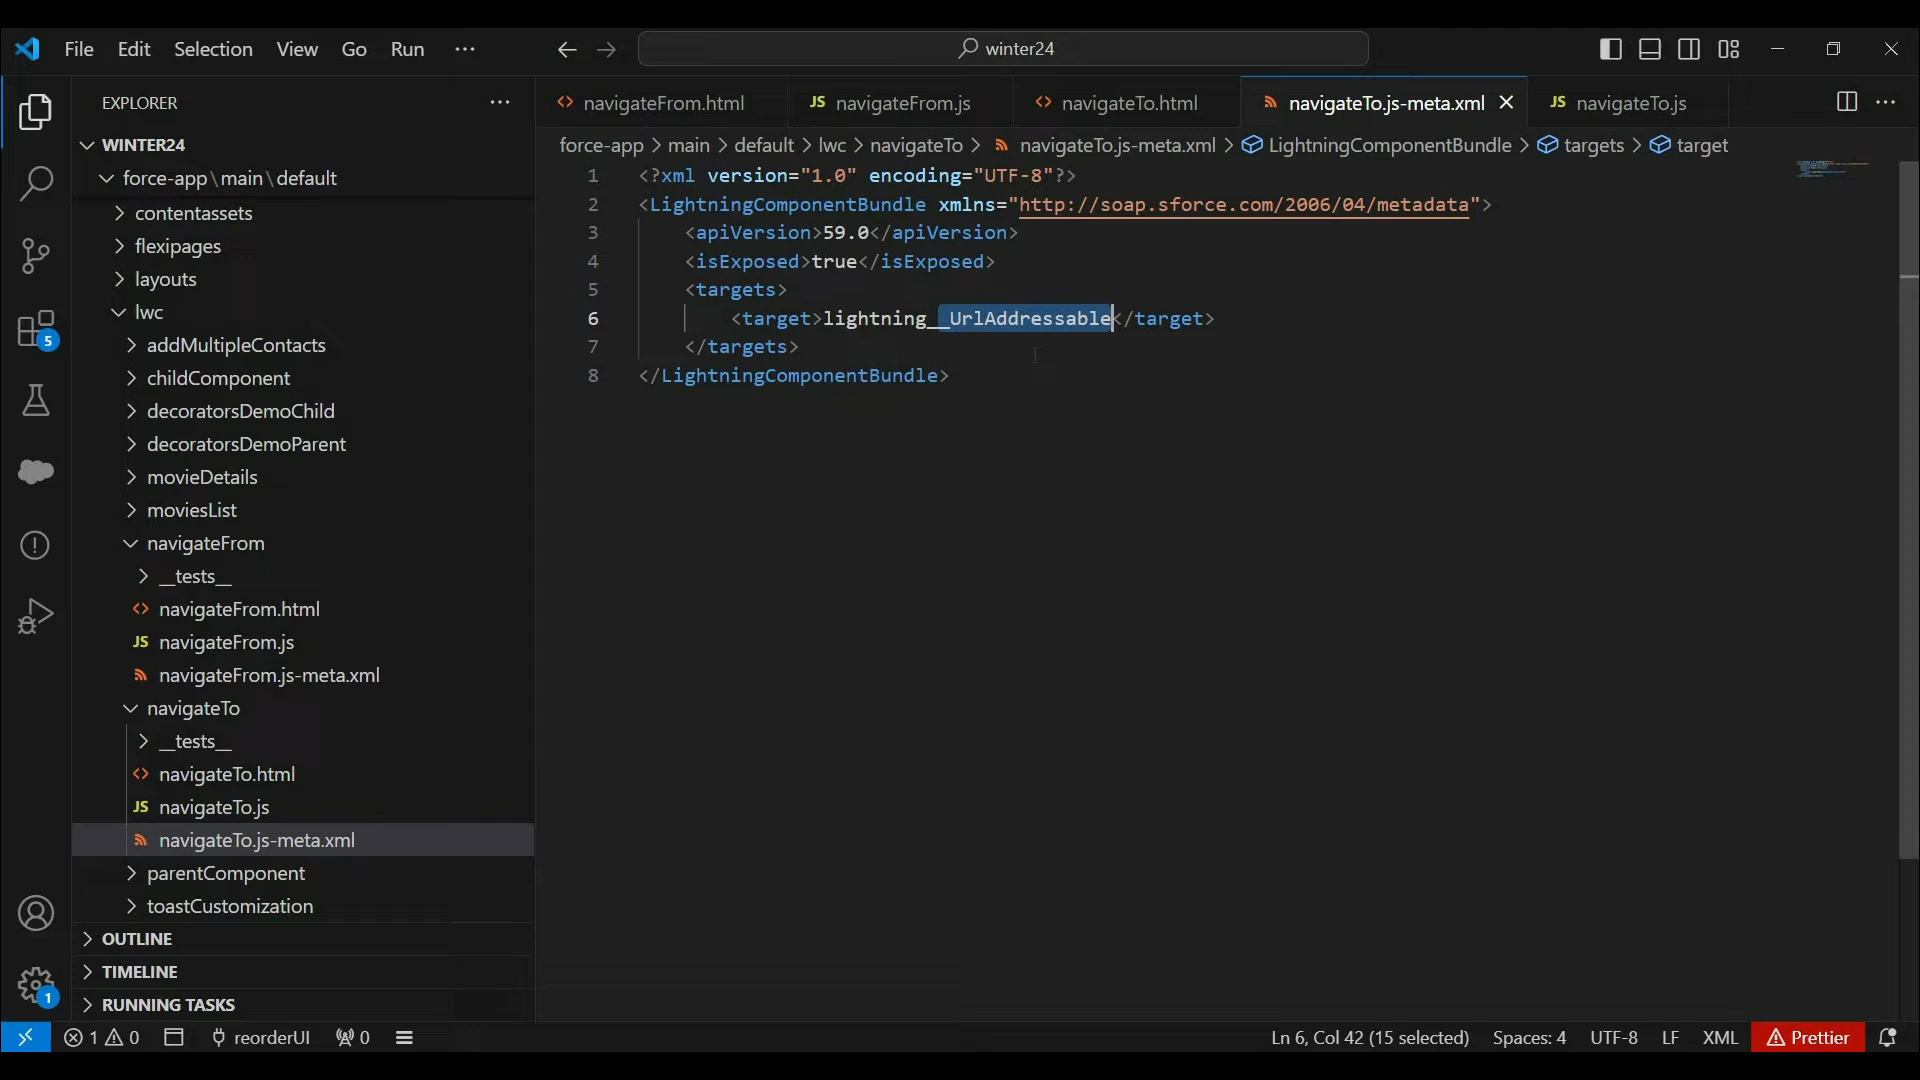 File Edit Selection View Go Run ··· winter24
EXPLORER ···
WINTER24
force-app\main\default
contentassets
flexipages
layouts
lwc
addMultipleContacts
childComponent
decoratorsDemoChild
decoratorsDemoParent
movieDetails
moviesList
navigateFrom
__tests__
navigateFrom.html
JS navigateFrom.js
navigateFrom.js-meta.xml
navigateTo
__tests__
navigateTo.html
JS navigateTo.js
navigateTo.js-meta.xml
parentComponent
toastCustomization
OUTLINE
TIMELINE
RUNNING TASKS
5
1
navigateFrom.html JS navigateFrom.js navigateTo.html navigateTo.js-meta.xml JS navigateTo.js ···
force-app > main > default > lwc > navigateTo > navigateTo.js-meta.xml > LightningComponentBundle > targets > target
1 <?xml version="1.0" encoding="UTF-8"?>
2 <LightningComponentBundle xmlns="http://soap.sforce.com/2006/04/metadata">
3 <apiVersion>59.0</apiVersion>
4 <isExposed>true</isExposed>
5 <targets>
6 <target>lightning__UrlAddressable</target>
7 </targets>
8 </LightningComponentBundle>
1 0 reorderUI 0 Ln 6, Col 42 (15 selected) Spaces: 4 UTF-8 LF XML Prettier